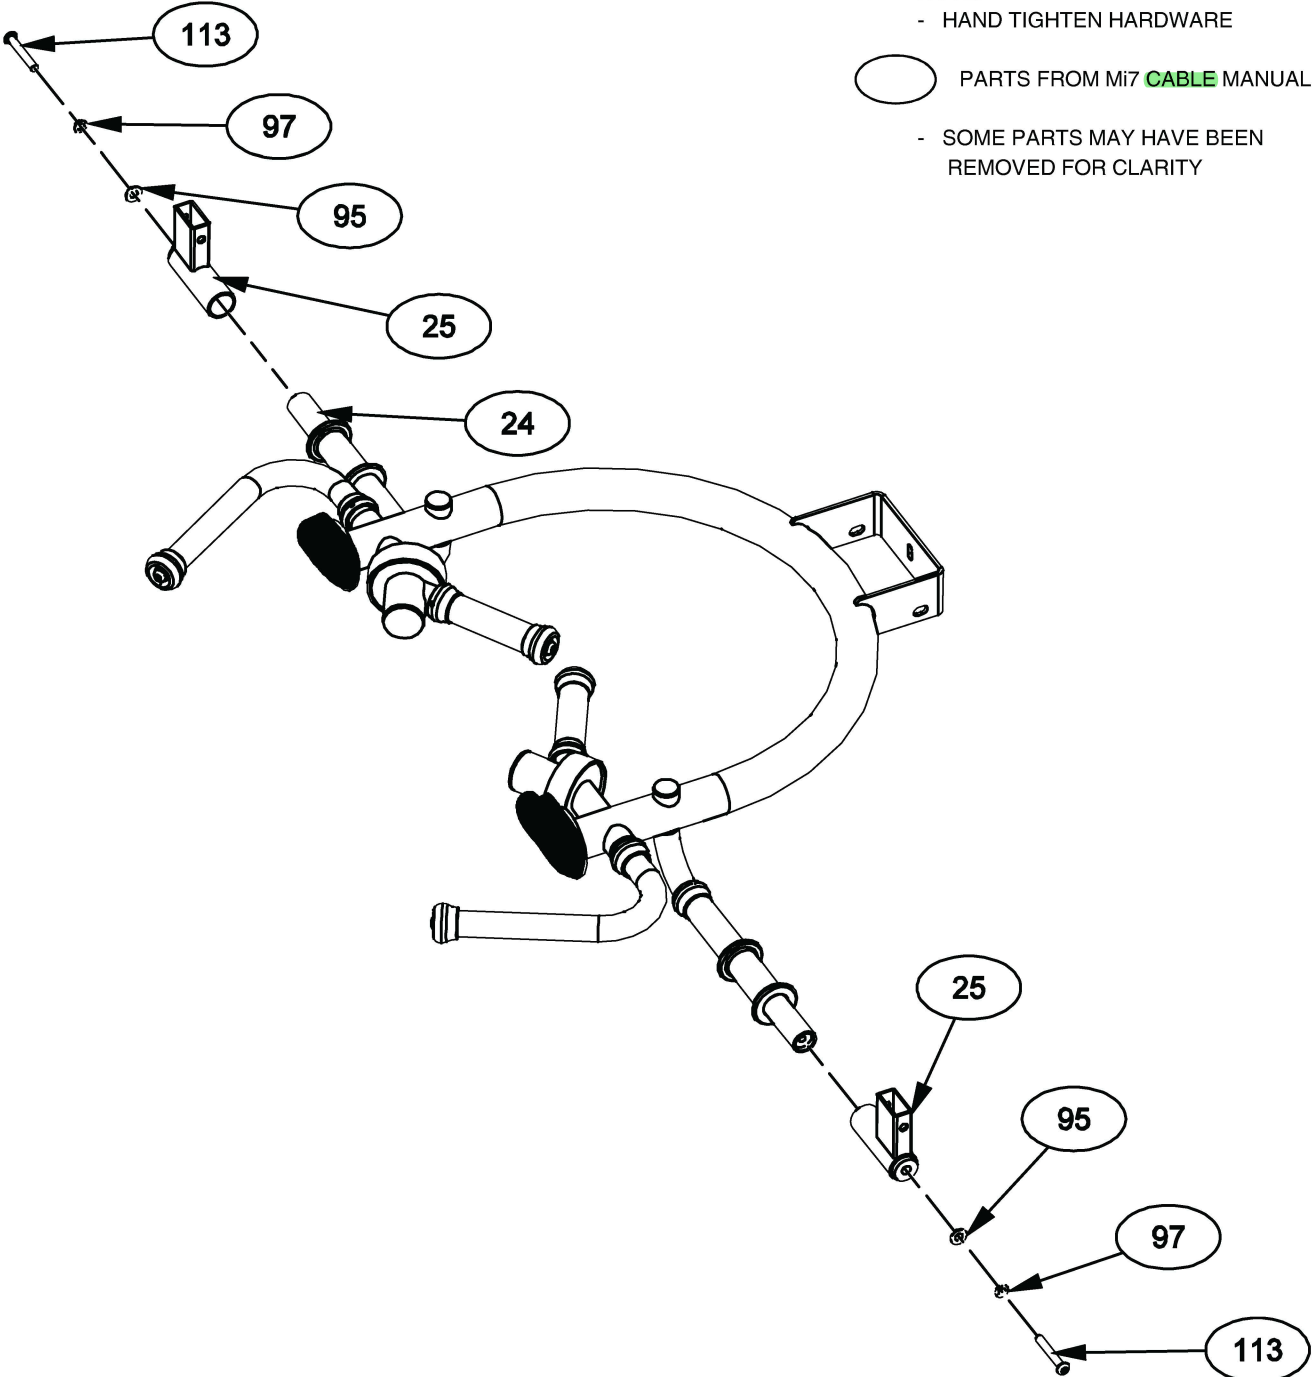 - HAND TIGHTEN HARDWARE
PARTS FROM Mi7 CABLE MANUAL
- SOME PARTS MAY HAVE BEEN
REMOVED FOR CLARITY
113
97
95
25
24
25
95
97
113